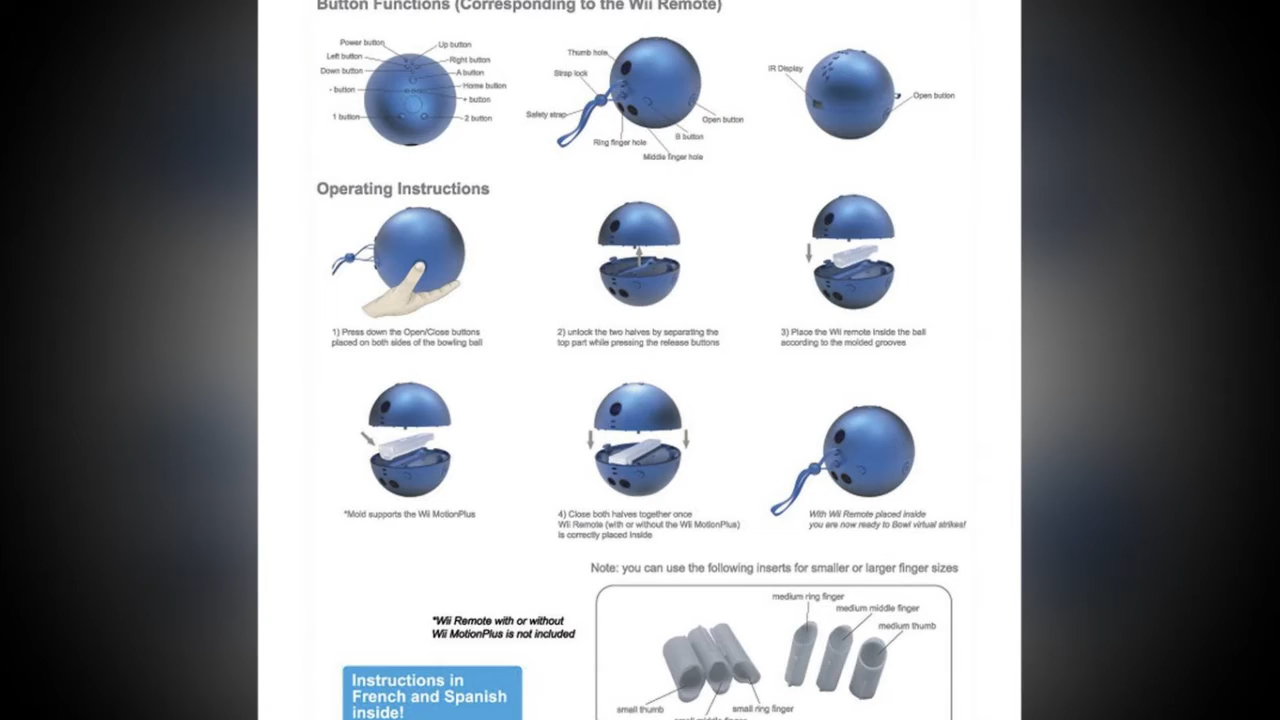 Button Functions (Corresponding to the Wii Remote)
Power button
Up button
Left button
Right button
Down button
A button
- button
Home button
+ button
1 button
2 button
Thumb hole
Strap lock
Safety strap
Ring finger hole
Middle finger hole
B button
Open button
IR Display
Open button
Operating Instructions
1) Press down the Open/Close buttons
placed on both sides of the bowling ball
2) unlock the two halves by separating the
top part while pressing the release buttons
3) Place the Wii remote inside the ball
according to the molded grooves
*Mold supports the Wii MotionPlus
4) Close both halves together once
Wii Remote (with or without the Wii MotionPlus)
is correctly placed inside
With Wii Remote placed inside
you are now ready to Bowl virtual strikes!
Note: you can use the following inserts for smaller or larger finger sizes
medium ring finger
medium middle finger
medium thumb
small thumb
small ring finger
small middle finger
*Wii Remote with or without
Wii MotionPlus is not included
Instructions in
French and Spanish
inside!